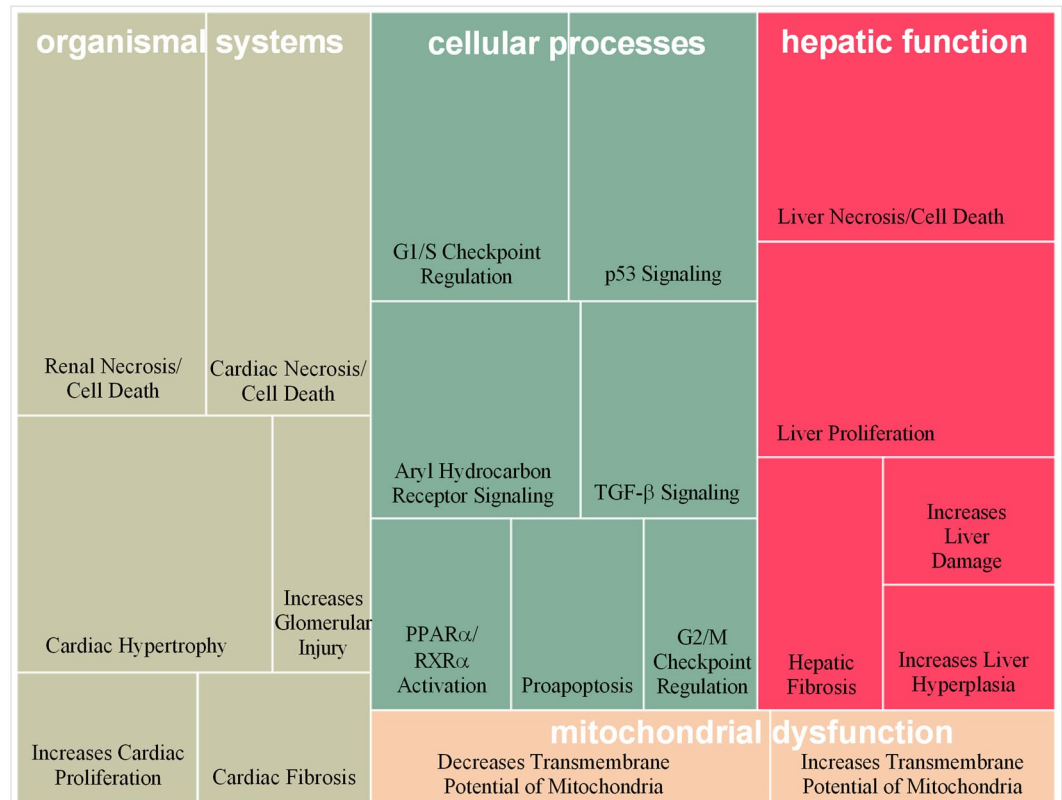 organismal systems
Renal Necrosis/
Cell Death
Cardiac Necrosis/
Cell Death
Cardiac Hypertrophy
Increases
Glomerular
Injury
Increases Cardiac
Proliferation
Cardiac Fibrosis
cellular processes
G1/S Checkpoint
Regulation
p53 Signaling
Aryl Hydrocarbon
Receptor Signaling
TGF-β Signaling
PPARα/
RXRα
Activation
Proapoptosis
G2/M
Checkpoint
Regulation
hepatic function
Liver Necrosis/Cell Death
Liver Proliferation
Hepatic
Fibrosis
Increases
Liver
Damage
Increases Liver
Hyperplasia
mitochondrial dysfunction
Decreases Transmembrane
Potential of Mitochondria
Increases Transmembrane
Potential of Mitochondria